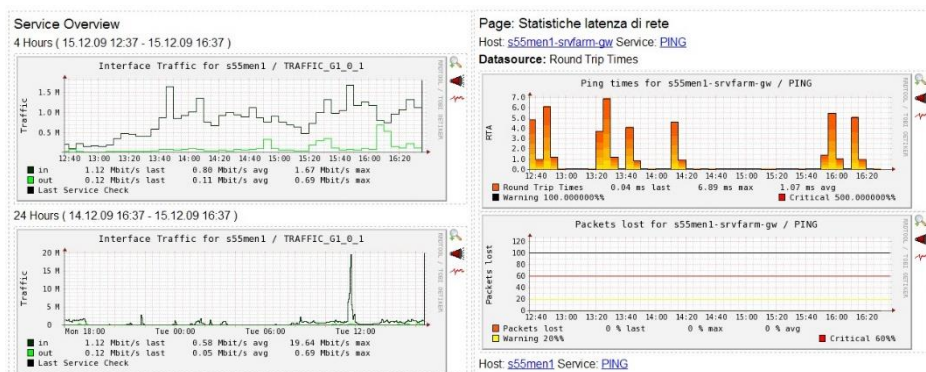 Service Overview
4 Hours ( 15.12.09 12:37 - 15.12.09 16:37 )
Interface Traffic for s55men1 / TRAFFIC_G1_0_1
RRDTOOL / TOBI OETIKER
Traffic
1.5 M
1.0 M
0.5 M
12:40 13:00 13:20 13:40 14:00 14:20 14:40 15:00 15:20 15:40 16:00 16:20
in 1.12 Mbit/s last 0.80 Mbit/s avg 1.67 Mbit/s max
out 0.12 Mbit/s last 0.11 Mbit/s avg 0.69 Mbit/s max
Last Service Check
24 Hours ( 14.12.09 16:37 - 15.12.09 16:37 )
Interface Traffic for s55men1 / TRAFFIC_G1_0_1
RRDTOOL / TOBI OETIKER
Traffic
20 M
15 M
10 M
5 M
0
Mon 18:00 Tue 00:00 Tue 06:00 Tue 12:00
in 1.12 Mbit/s last 0.58 Mbit/s avg 19.64 Mbit/s max
out 0.12 Mbit/s last 0.05 Mbit/s avg 0.69 Mbit/s max
Last Service Check
Page: Statistiche latenza di rete
Host: s55men1-srvfarm-gw Service: PING
Datasource: Round Trip Times
Ping times for s55men1-srvfarm-gw / PING
RRDTOOL / TOBI OETIKER
RTA
7.0
6.0
5.0
4.0
3.0
2.0
1.0
0.0
12:40 13:00 13:20 13:40 14:00 14:20 14:40 15:00 15:20 15:40 16:00 16:20
Round Trip Times 0.04 ms last 6.89 ms max 1.07 ms avg
Warning 100.000000%% Critical 500.000000%%
Packets lost for s55men1-srvfarm-gw / PING
RRDTOOL / TOBI OETIKER
Packets lost
120
100
80
60
40
20
0
12:40 13:00 13:20 13:40 14:00 14:20 14:40 15:00 15:20 15:40 16:00 16:20
Packets lost 0 % last 0 % max 0 % avg
Warning 20%% Critical 60%%
Host: s55men1 Service: PING